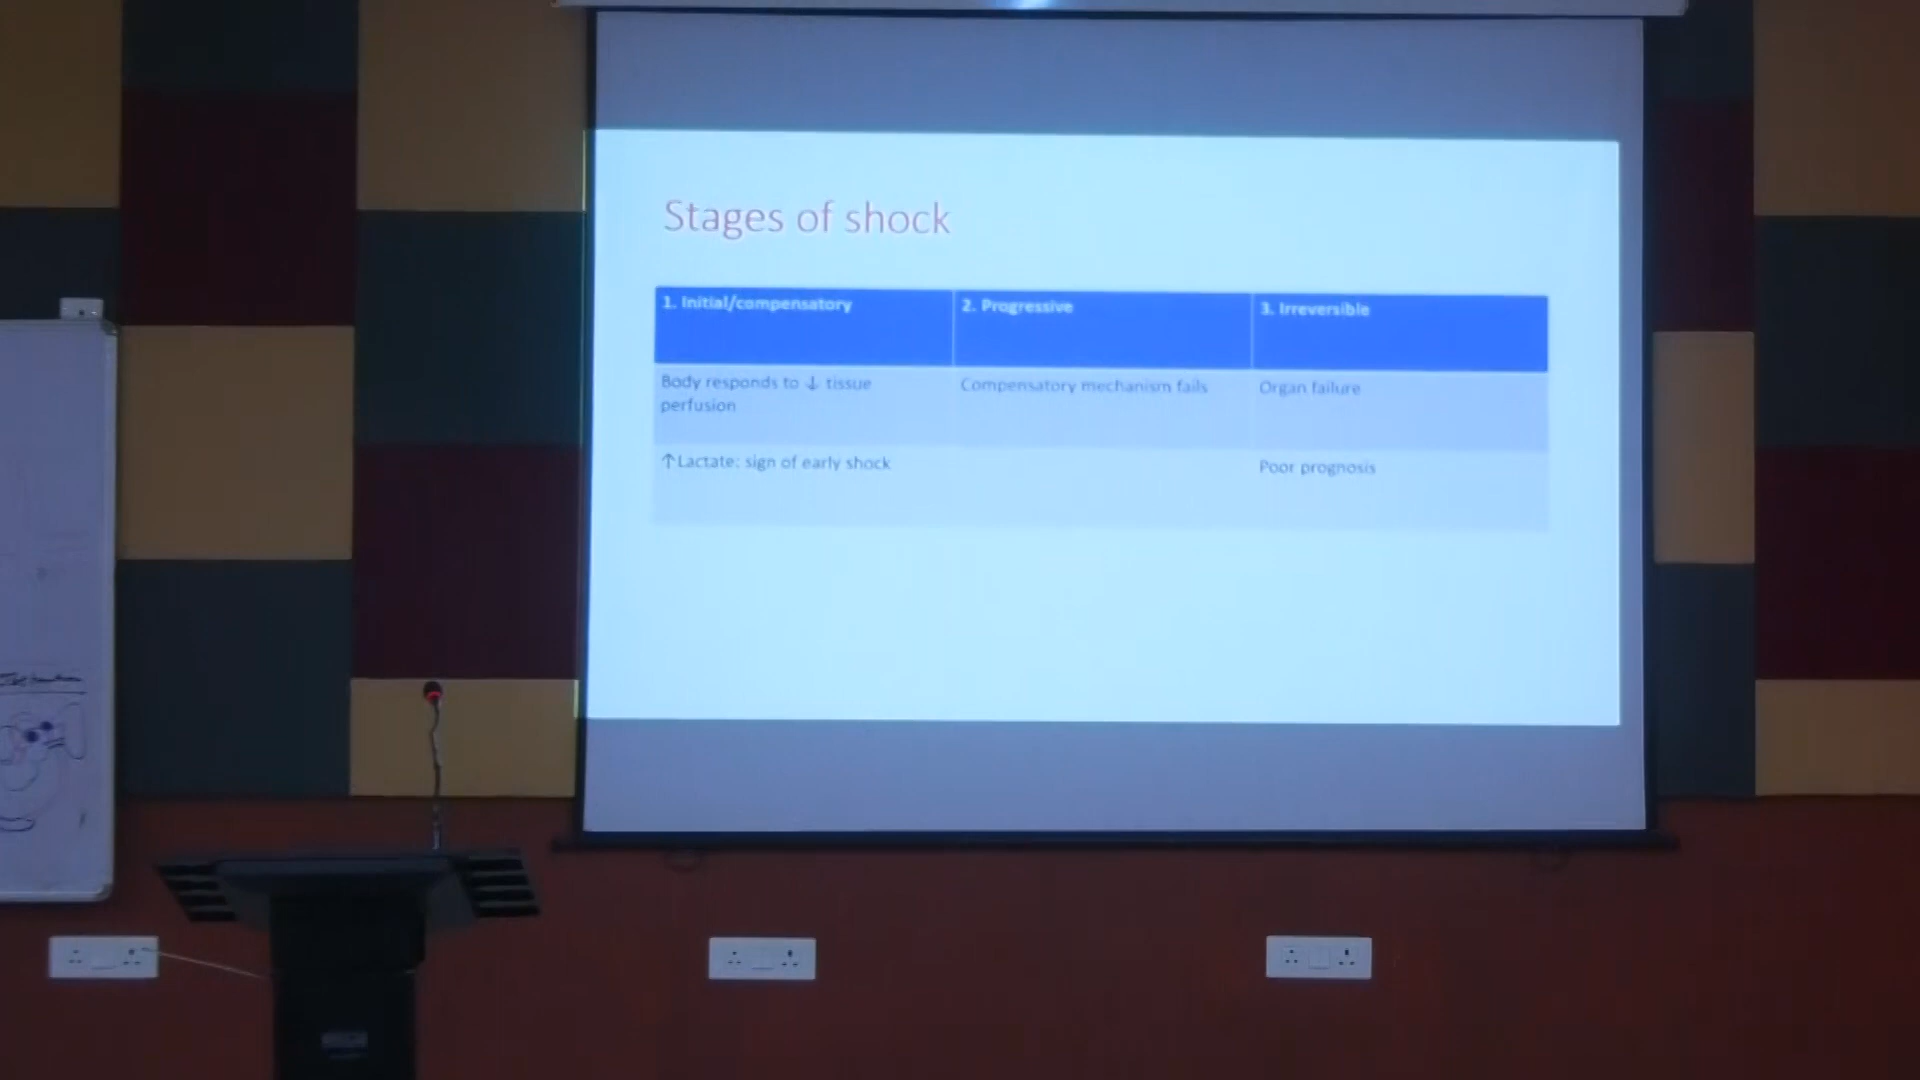 Stages of shock
1. Initial/compensatory
2. Progressive
3. Irreversible
Body responds to ↓ tissue
perfusion
Compensatory mechanism fails
Organ failure
↑Lactate: sign of early shock
Poor prognosis